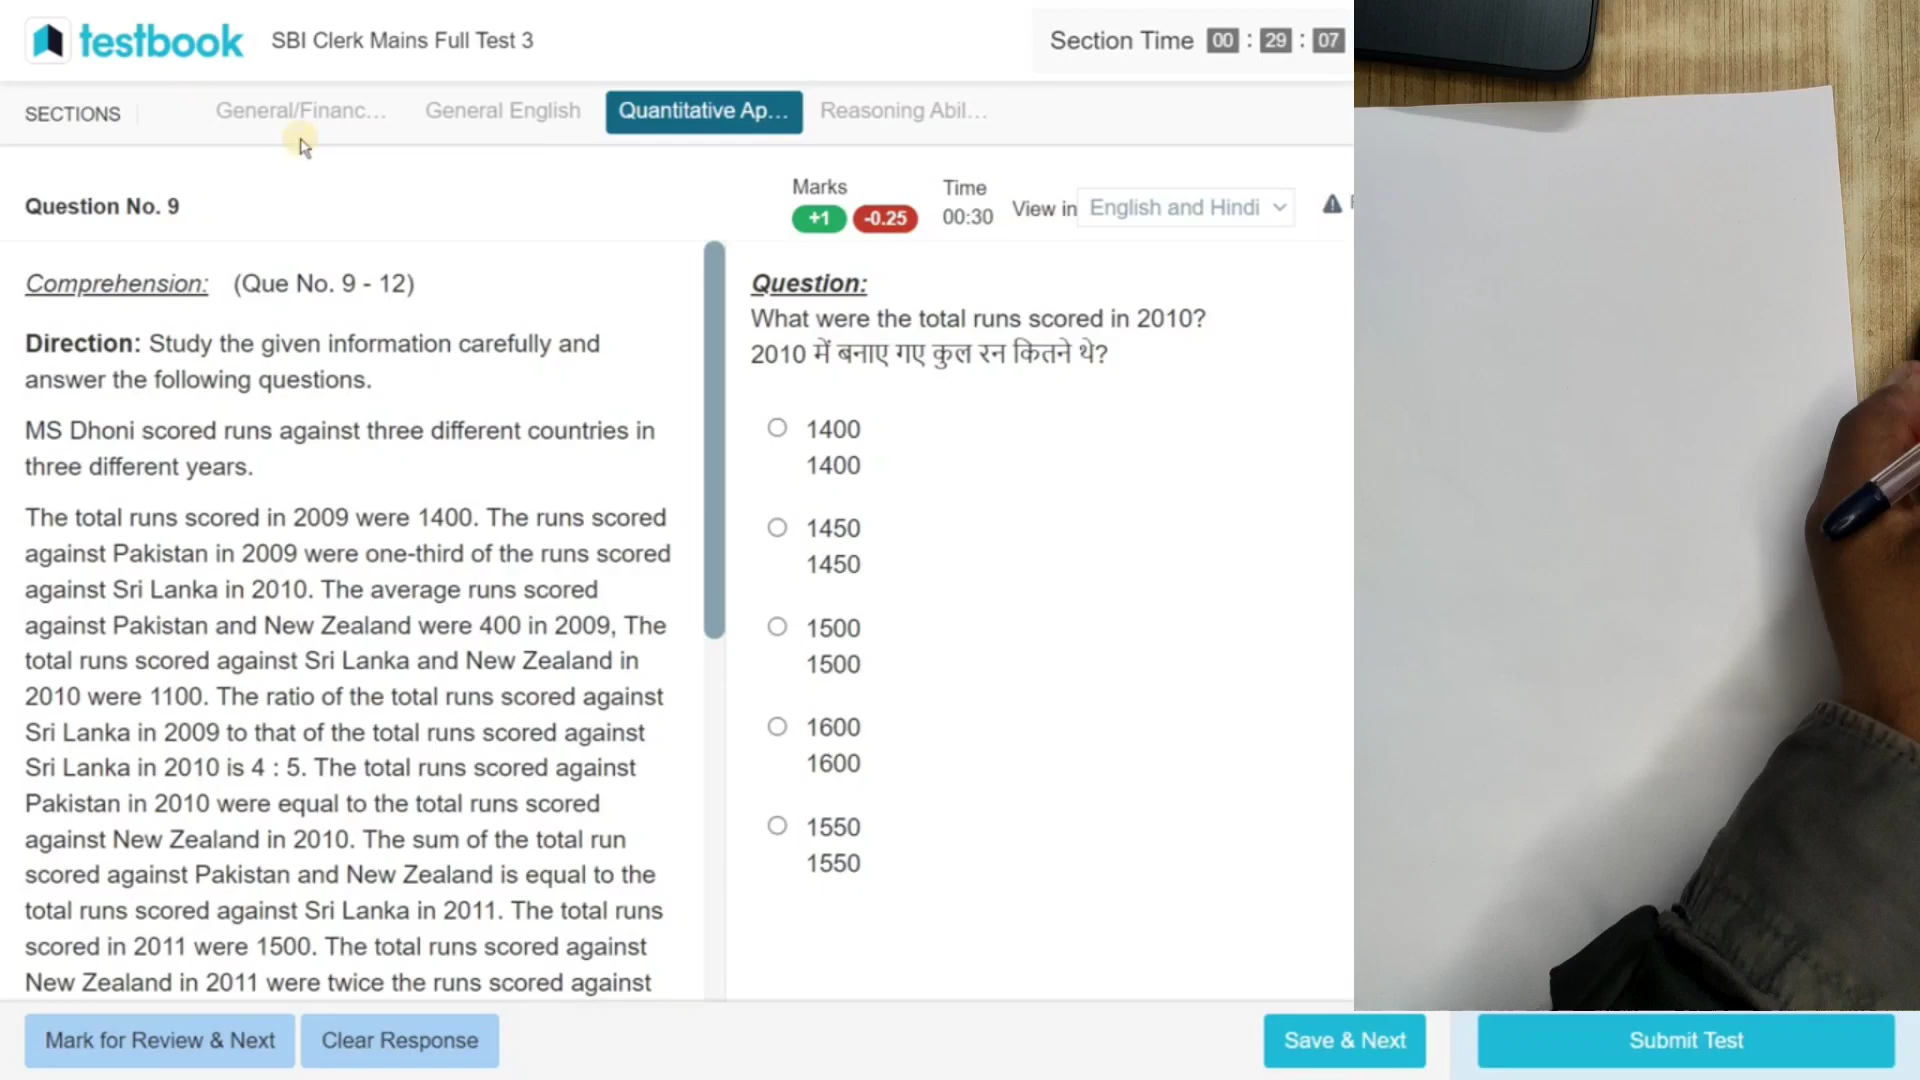 testbook
SBI Clerk Mains Full Test 3
Section Time 00 : 29 : 07
SECTIONS
General/Financ...
General English
Quantitative Ap...
Reasoning Abil...
Question No. 9
Marks
+1 -0.25
Time
00:30
View in English and Hindi
Comprehension: (Que No. 9 - 12)
Direction: Study the given information carefully and
answer the following questions.
MS Dhoni scored runs against three different countries in
three different years.
The total runs scored in 2009 were 1400. The runs scored
against Pakistan in 2009 were one-third of the runs scored
against Sri Lanka in 2010. The average runs scored
against Pakistan and New Zealand were 400 in 2009, The
total runs scored against Sri Lanka and New Zealand in
2010 were 1100. The ratio of the total runs scored against
Sri Lanka in 2009 to that of the total runs scored against
Sri Lanka in 2010 is 4 : 5. The total runs scored against
Pakistan in 2010 were equal to the total runs scored
against New Zealand in 2010. The sum of the total run
scored against Pakistan and New Zealand is equal to the
total runs scored against Sri Lanka in 2011. The total runs
scored in 2011 were 1500. The total runs scored against
New Zealand in 2011 were twice the runs scored against
Question:
What were the total runs scored in 2010?
2010 में बनाए गए कुल रन कितने थे?
1400
1400
1450
1450
1500
1500
1600
1600
1550
1550
Mark for Review & Next
Clear Response
Save & Next
Submit Test